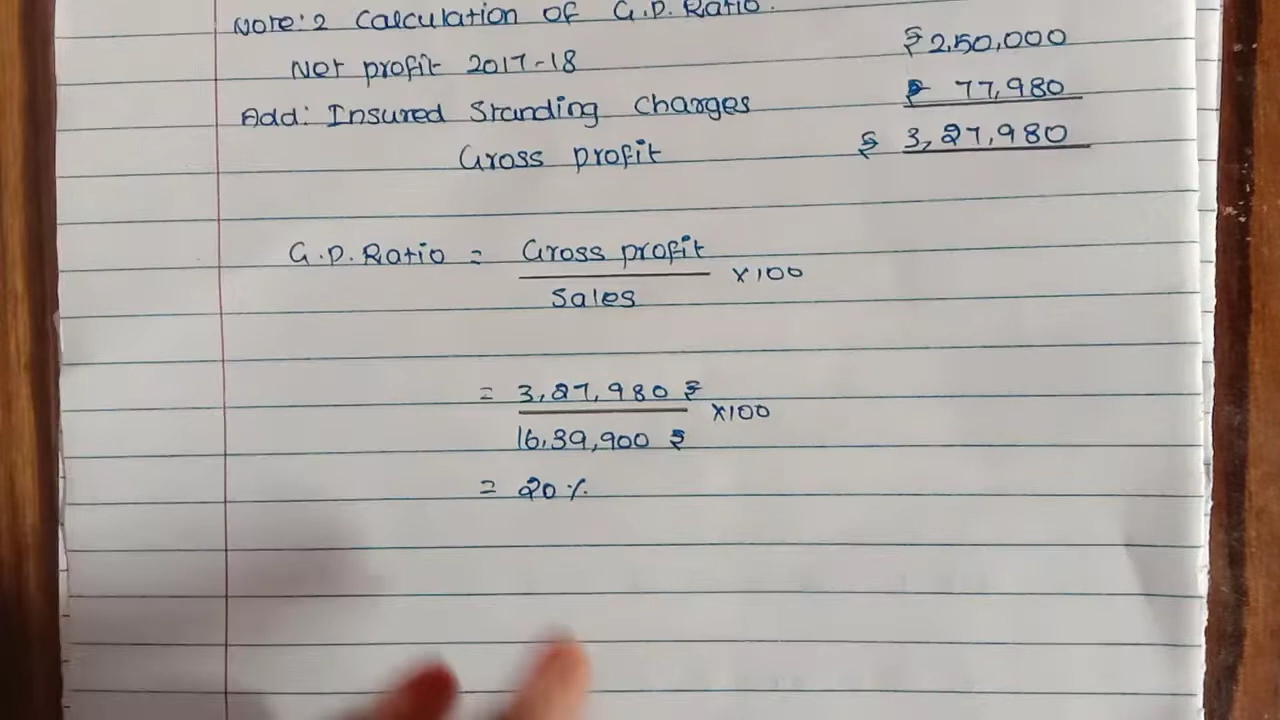 Note: 2 Calculation of G.P. Ratio.
Net profit 2017-18 ₹ 2,50,000
Add: Insured Standing Charges ₹ 77,980
Gross profit ₹ 3,27,980
G.P. Ratio = Gross profit
Sales ×100
= 3,27,980 ₹
16,39,900 ₹ ×100
= 20%